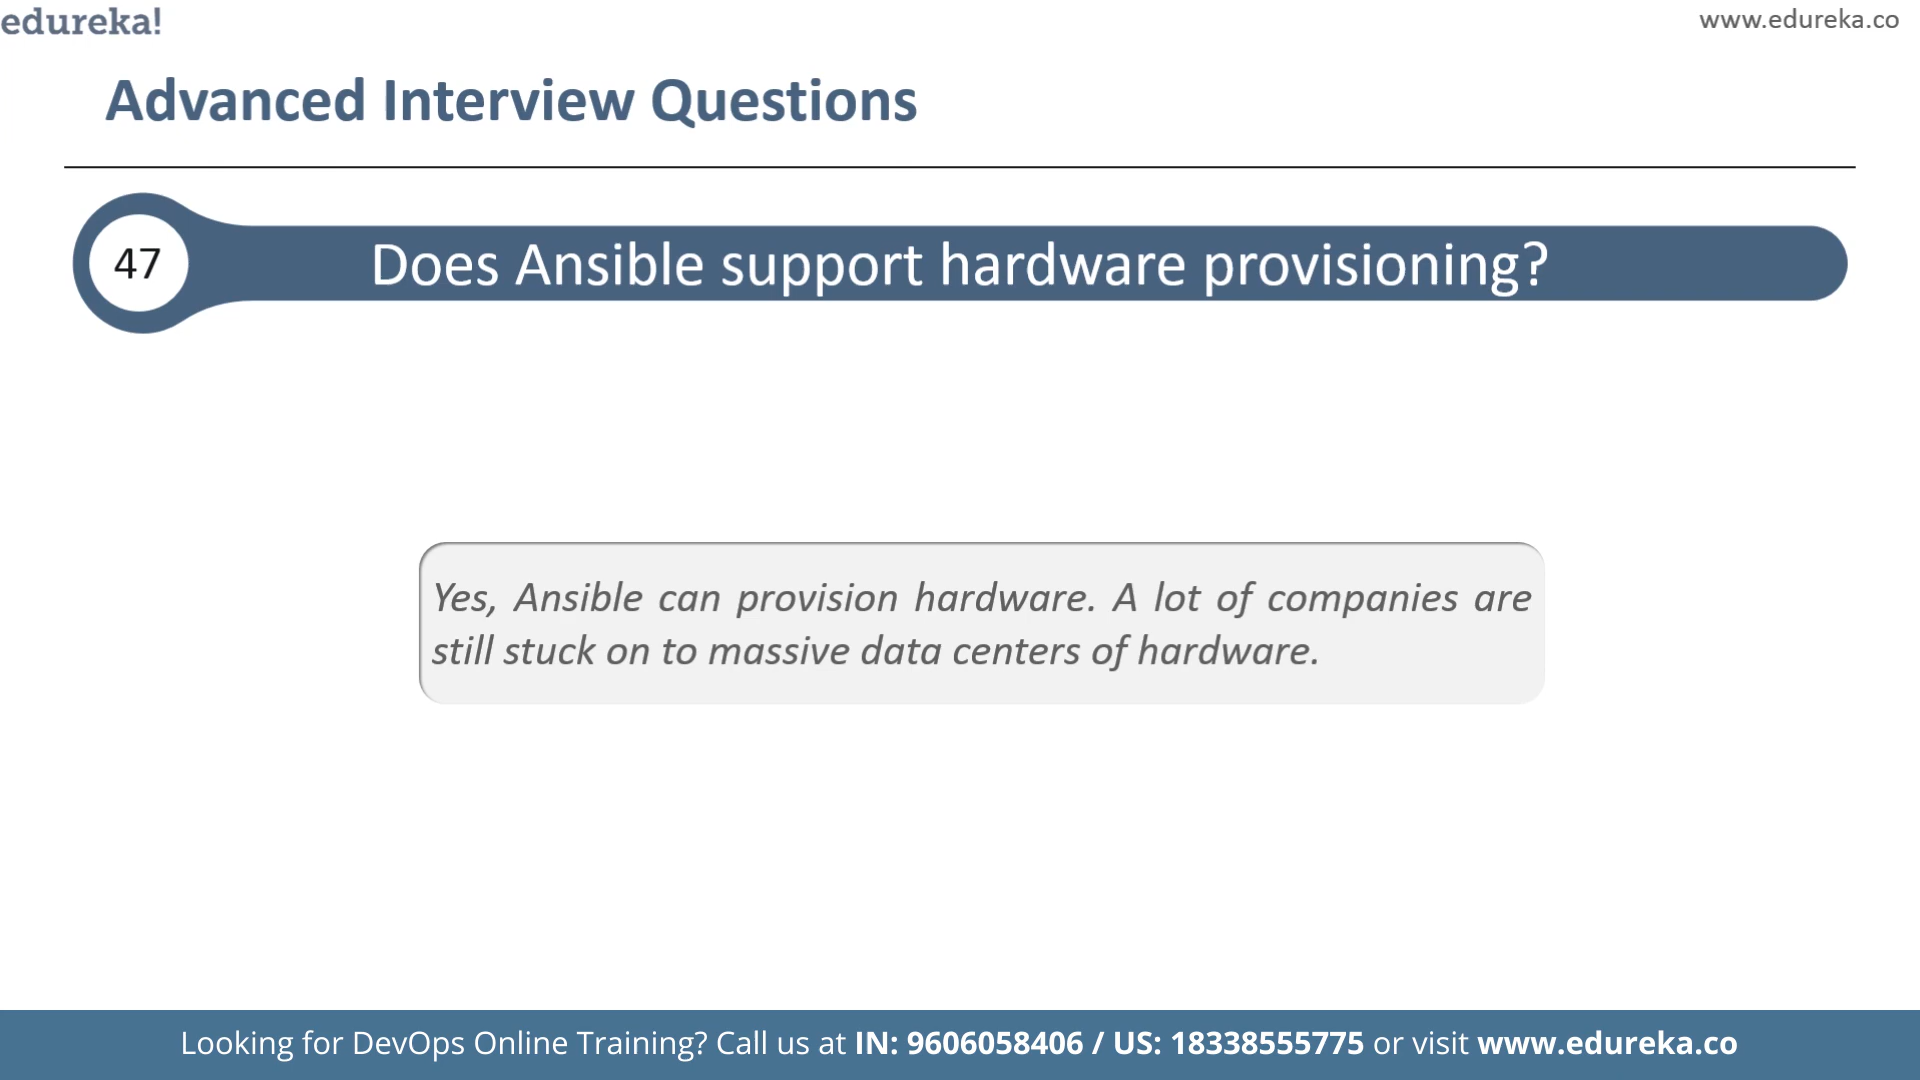 edureka!
www.edureka.co
Advanced Interview Questions
47
Does Ansible support hardware provisioning?
Yes, Ansible can provision hardware. A lot of companies are
still stuck on to massive data centers of hardware.
Looking for DevOps Online Training? Call us at IN: 9606058406 / US: 18338555775 or visit www.edureka.co